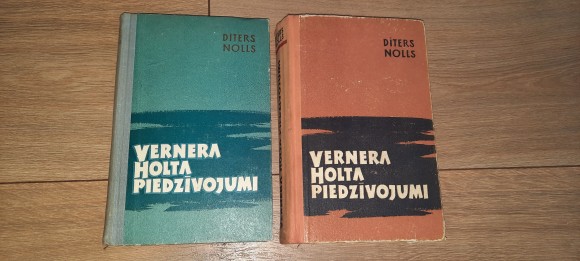 DITERS
NOLLS
VERNERA
HOLTA
PIEDZĪVOJUMI
DITERS
NOLLS
VERNERA
HOLTA
PIEDZĪVOJUMI